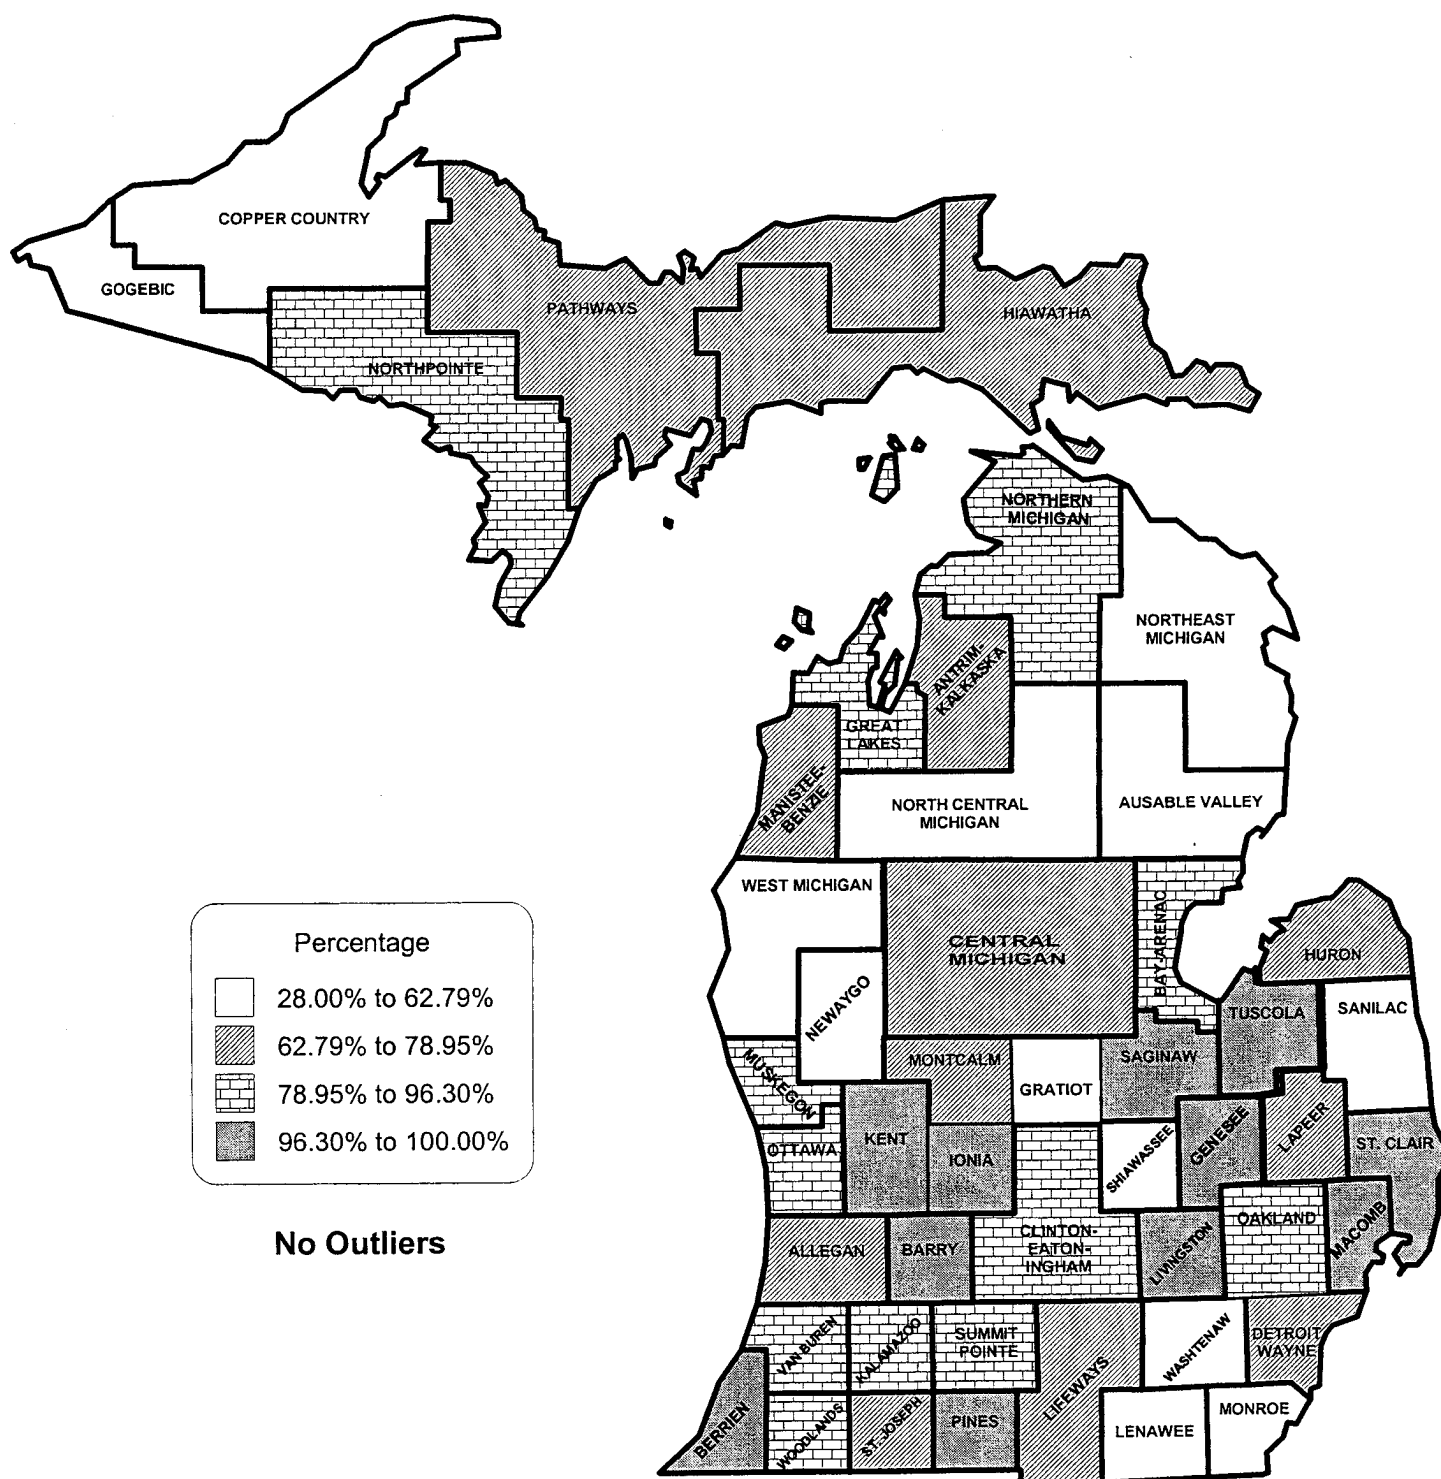 COPPER COUNTRY
GOGEBIC
PATHWAYS
HIAWATHA
NORTHPOINTE
NORTHERN
MICHIGAN
NORTHEAST
MICHIGAN
ANTRIM-
KALKASKA
GREAT
LAKES
MANISTEE-
BENZIE
NORTH CENTRAL
MICHIGAN
AUSABLE VALLEY
WEST MICHIGAN
CENTRAL
MICHIGAN
BAY-ARENAC
HURON
NEWAYGO
TUSCOLA
SANILAC
MUSKEGON
MONTCALM
GRATIOT
SAGINAW
KENT
IONIA
SHIAWASSEE
GENESEE
LAPEER
ST. CLAIR
OTTAWA
ALLEGAN
BARRY
CLINTON-
EATON-
INGHAM
LIVINGSTON
OAKLAND
MACOMB
VAN BUREN
KALAMAZOO
SUMMIT
POINTE
LIFEWAYS
WASHTENAW
DETROIT
WAYNE
BERRIEN
WOODLANDS
ST. JOSEPH
PINES
LENAWEE
MONROE
Percentage
28.00% to 62.79%
62.79% to 78.95%
78.95% to 96.30%
96.30% to 100.00%
No Outliers